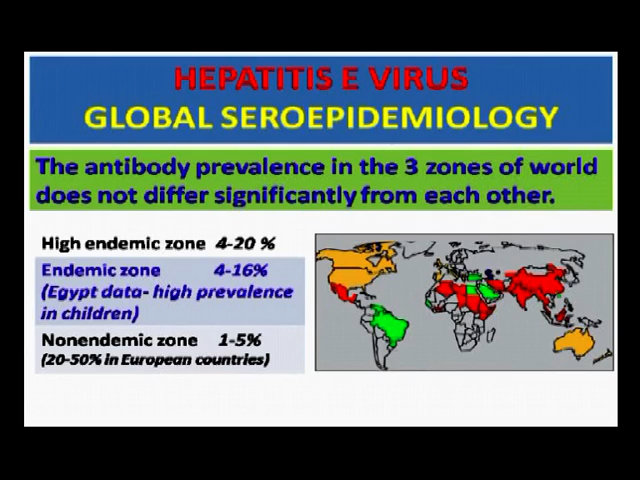 HEPATITIS E VIRUS
GLOBAL SEROEPIDEMIOLOGY
The antibody prevalence in the 3 zones of world
does not differ significantly from each other.
High endemic zone 4-20 %
Endemic zone 4-16%
(Egypt data- high prevalence
in children)
Nonendemic zone 1-5%
(20-50% in European countries)